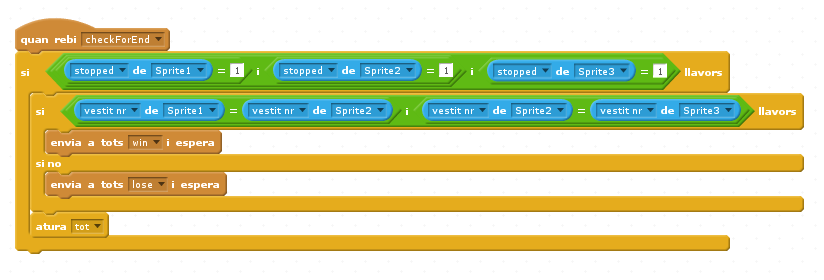 quan rebi checkForEnd
si stopped de Sprite1 = 1 i stopped de Sprite2 = 1 i stopped de Sprite3 = 1 llavors
si vestit nr de Sprite1 = vestit nr de Sprite2 i vestit nr de Sprite2 = vestit nr de Sprite3 llavors
envia a tots win i espera
si no
envia a tots lose i espera
atura tot